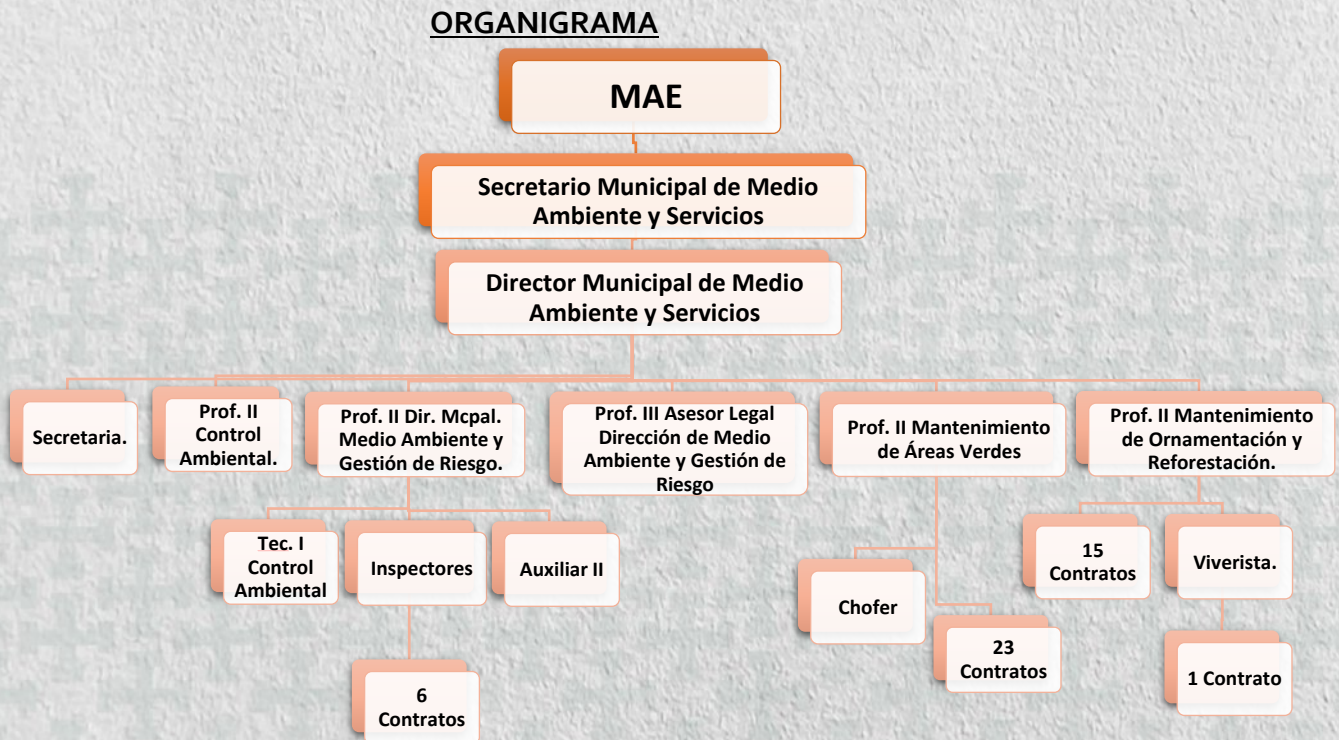 ORGANIGRAMA
MAE
Secretario Municipal de Medio
Ambiente y Servicios
Director Municipal de Medio
Ambiente y Servicios
Secretaria.
Prof. II
Control
Ambiental.
Prof. II Dir. Mcpal.
Medio Ambiente y
Gestión de Riesgo.
Prof. III Asesor Legal
Dirección de Medio
Ambiente y Gestión de
Riesgo
Prof. II Mantenimiento
de Áreas Verdes
Prof. II Mantenimiento
de Ornamentación y
Reforestación.
Tec. I
Control
Ambiental
Inspectores
Auxiliar II
Chofer
23
Contratos
15
Contratos
Viverista.
6
Contratos
1 Contrato